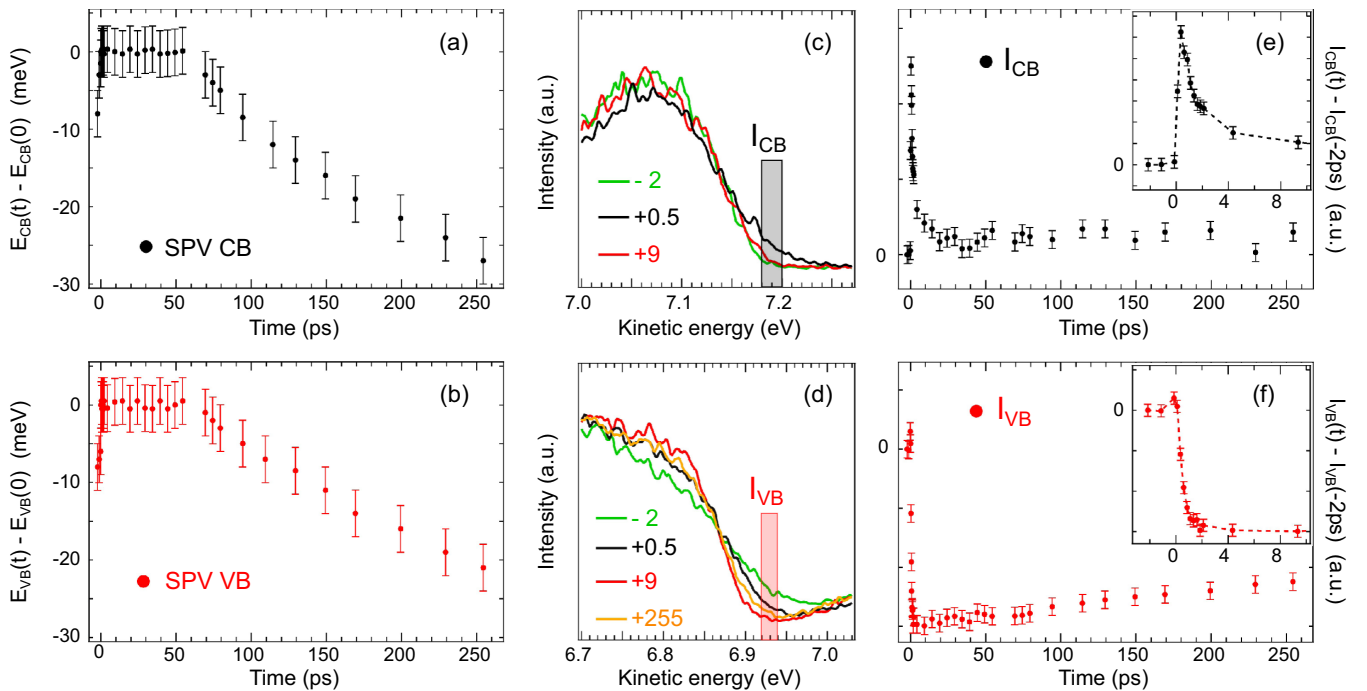 (a)
E_CB(t) - E_CB(0) (meV)
0
-10
-20
-30
SPV CB
0 50 100 150 200 250
Time (ps)
(c)
Intensity (a.u.)
I_CB
- 2
+0.5
+9
7.0 7.1 7.2
Kinetic energy (eV)
(e)
I_CB
0
0
0 4 8
I_CB(t) - I_CB(-2ps) (a.u.)
0 50 100 150 200 250
Time (ps)
(b)
E_VB(t) - E_VB(0) (meV)
0
-10
-20
-30
SPV VB
0 50 100 150 200 250
Time (ps)
(d)
Intensity (a.u.)
I_VB
- 2
+0.5
+9
+255
6.7 6.8 6.9 7.0
Kinetic energy (eV)
(f)
I_VB
0
0
0 4 8
I_VB(t) - I_VB(-2ps) (a.u.)
0 50 100 150 200 250
Time (ps)